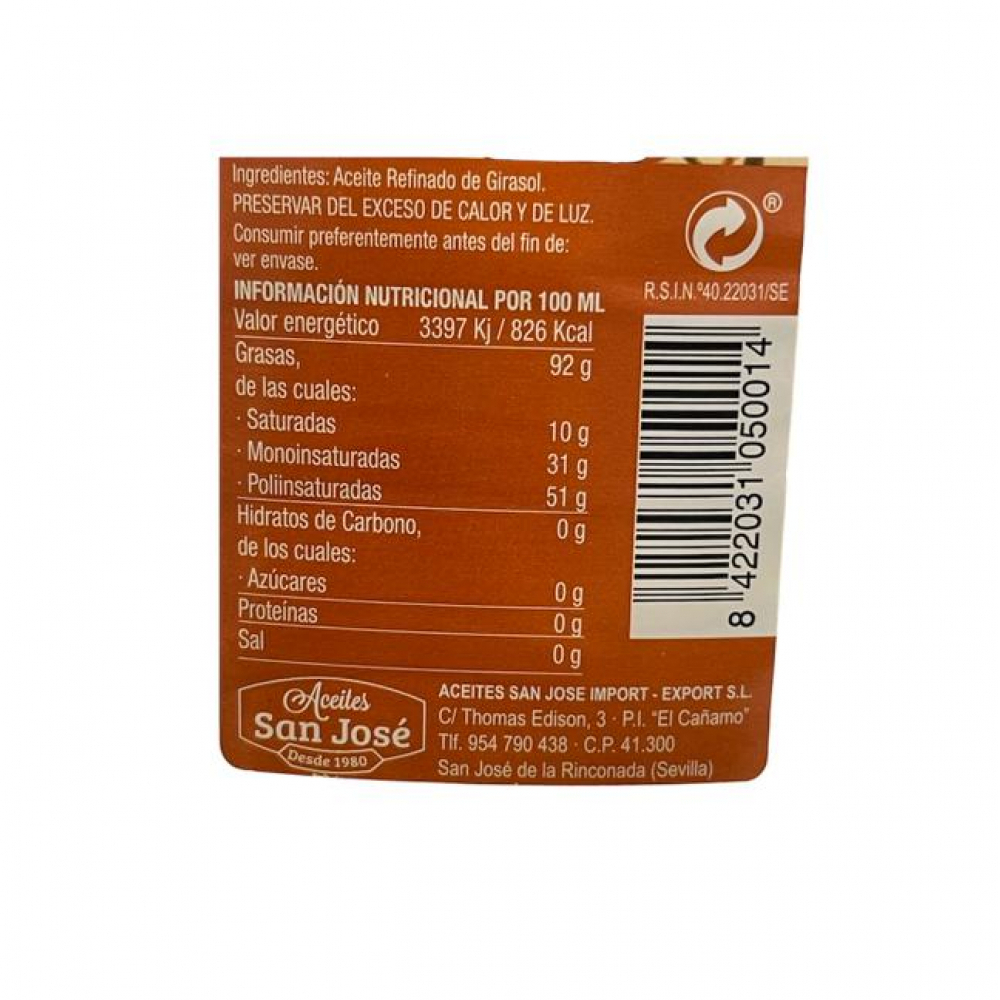 Ingredientes: Aceite Refinado de Girasol.
PRESERVAR DEL EXCESO DE CALOR Y DE LUZ.
Consumir preferentemente antes del fin de:
ver envase.
INFORMACIÓN NUTRICIONAL POR 100 ML
Valor energético 3397 Kj / 826 Kcal
Grasas, 92 g
de las cuales:
· Saturadas 10 g
· Monoinsaturadas 31 g
· Poliinsaturadas 51 g
Hidratos de Carbono, 0 g
de los cuales:
· Azúcares 0 g
Proteínas 0 g
Sal 0 g
®
R.S.I.N.º40.22031/SE
8 422031 050014
Aceites
San José
Desde 1980
ACEITES SAN JOSE IMPORT - EXPORT S.L.
C/ Thomas Edison, 3 · P.I. "El Cañamo"
Tlf. 954 790 438 · C.P. 41.300
San José de la Rinconada (Sevilla)